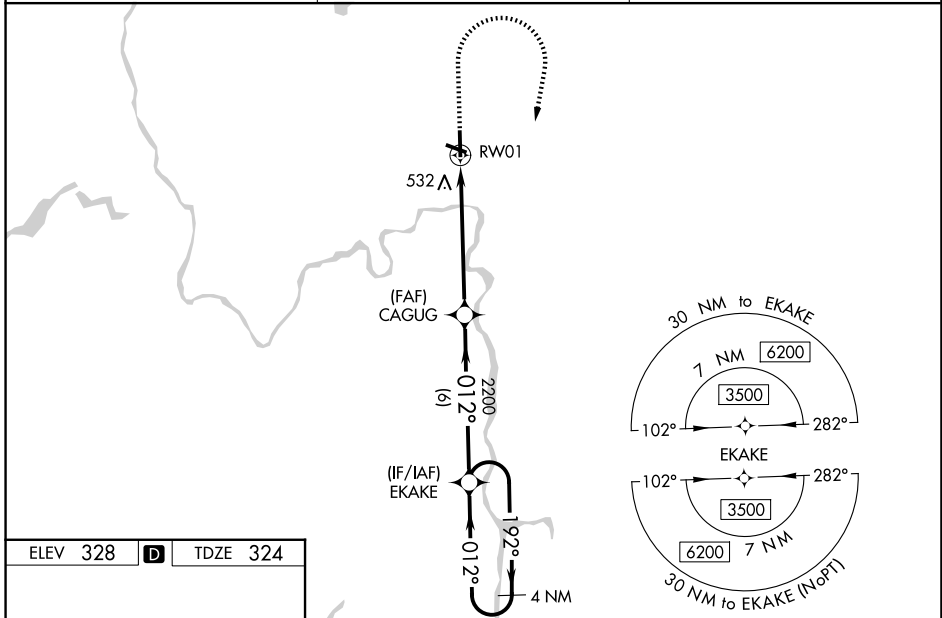 RW01
532
(FAF)
CAGUG
2200
012°
(6)
(IF/IAF)
EKAKE
192°
012°
4 NM
30 NM to EKAKE
6200
7 NM
3500
102°
282°
EKAKE
102°
282°
3500
7 NM
6200
30 NM to EKAKE (NoPT)
ELEV 328 D TDZE 324